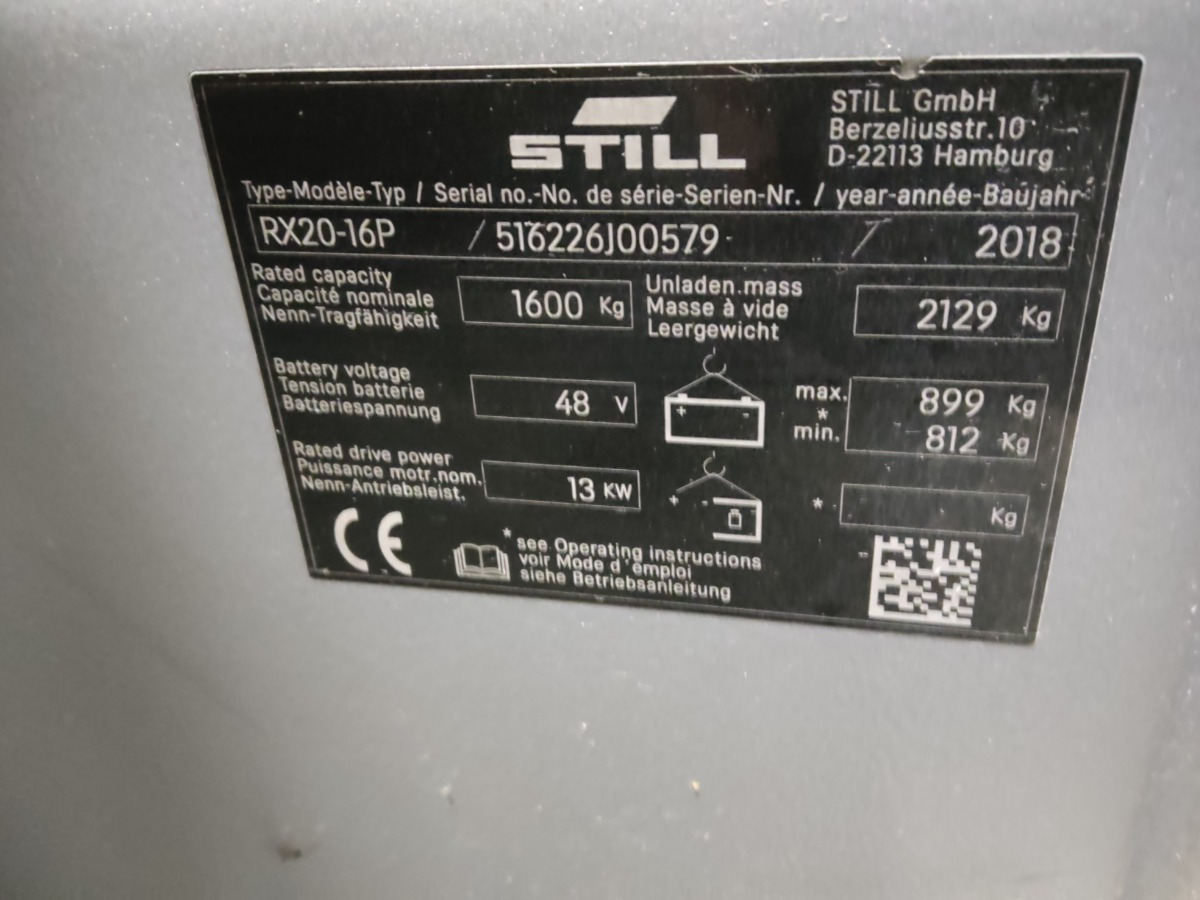 STILL
STILL GmbH
Berzeliusstr.10
D-22113 Hamburg
Type-Modèle-Typ / Serial no.-No. de série-Serien-Nr. / year-année-Baujahr
RX20-16P / 516226J00579 / 2018
Rated capacity
Capacité nominale
Nenn-Tragfähigkeit
1600 Kg
Unladen.mass
Masse à vide
Leergewicht
2129 Kg
Battery voltage
Tension batterie
Batteriespannung
48 V
+ -
max. 899 Kg
*
min. 812 Kg
Rated drive power
Puissance motr.nom.
Nenn-Antriebsleist.
13 KW
+
* Kg
CE
* see Operating instructions
voir Mode d'emploi
siehe Betriebsanleitung